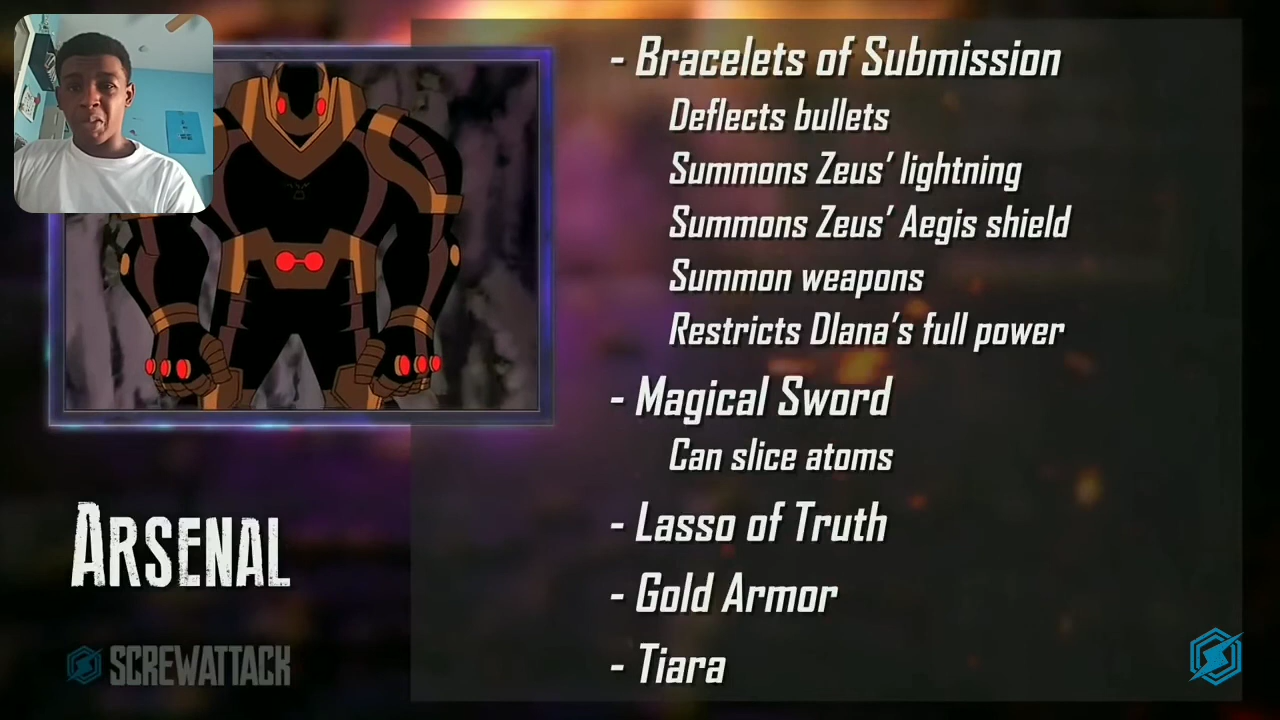 - Bracelets of Submission
Deflects bullets
Summons Zeus' lightning
Summons Zeus' Aegis shield
Summon weapons
Restricts DIana's full power
- Magical Sword
Can slice atoms
- Lasso of Truth
- Gold Armor
- Tiara
ARSENAL
SCREWATTACK